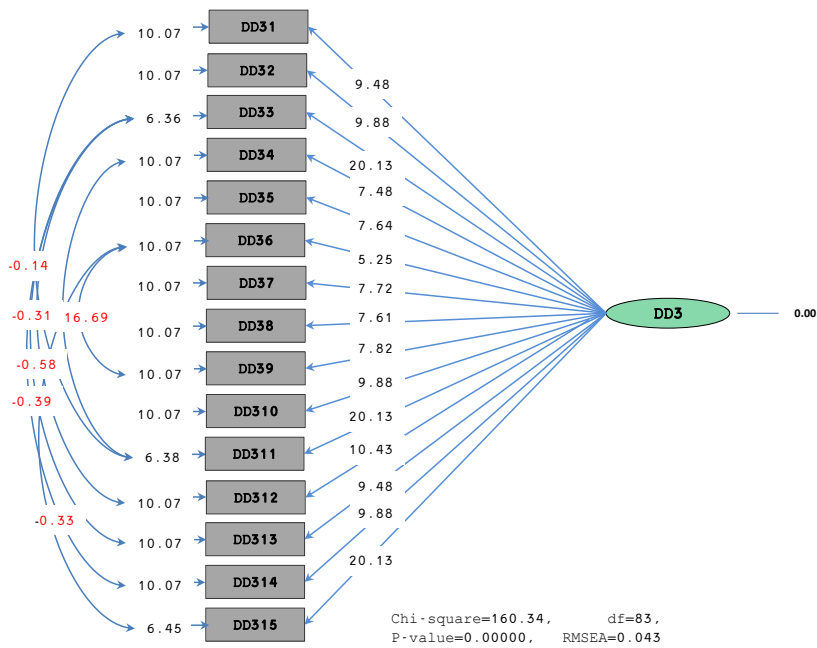 10.07 DD31
10.07 DD32
9.48
9.88
6.36 DD33
10.07 DD34
20.13
7.48
10.07 DD35
7.64
10.07 DD36
5.25
-0.14
10.07 DD37
7.72
-0.31 16.69
7.61
DD3 0.00
10.07 DD38
7.82
-0.58
10.07 DD39
9.88
-0.39
10.07 DD310
20.13
10.43
6.38 DD311
9.48
10.07 DD312
9.88
-0.33
10.07 DD313
20.13
10.07 DD314
6.45 DD315
Chi-square=160.34, df=83,
P-value=0.00000, RMSEA=0.043